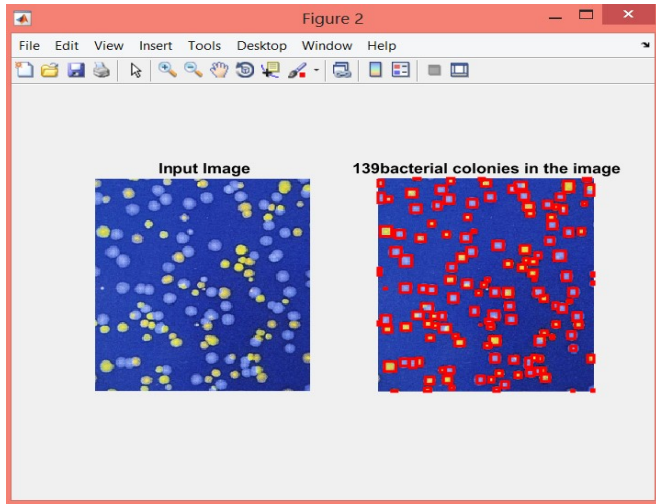 Figure 2
File Edit View Insert Tools Desktop Window Help
Input Image
139bacterial colonies in the image